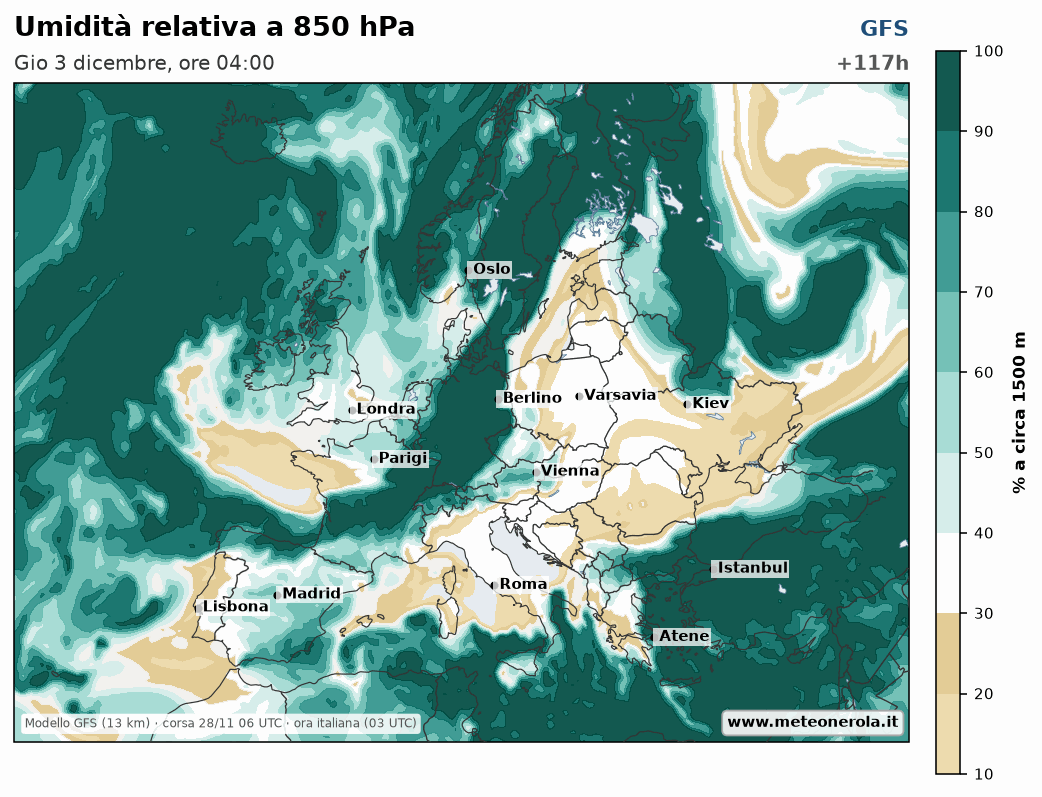 Umidità relativa a 850 hPa
GFS
Gio 3 dicembre, ore 04:00
+117h
100
90
80
70
60
50
40
30
20
10
% a circa 1500 m
Oslo
Londra
Berlino
Varsavia
Kiev
Parigi
Vienna
Istanbul
Roma
Madrid
Lisbona
Atene
Modello GFS (13 km) · corsa 28/11 06 UTC · ora italiana (03 UTC)
www.meteonerola.it